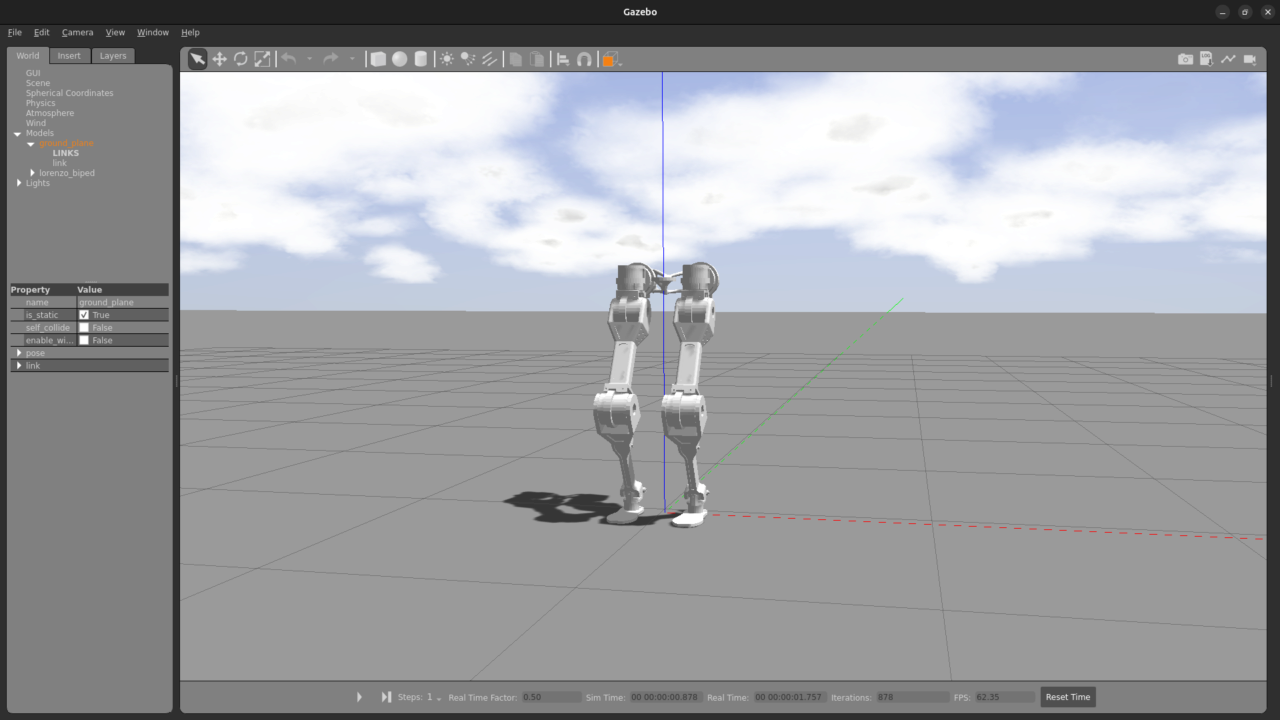 Gazebo
File Edit Camera View Window Help
World Insert Layers
GUI
Scene
Spherical Coordinates
Physics
Atmosphere
Wind
Models
ground_plane
LINKS
link
lorenzo_biped
Lights
Property Value
name ground_plane
is_static True
self_collide False
enable_wi... False
pose
link
Steps: 1 Real Time Factor: 0.50 Sim Time: 00 00:00:00.878 Real Time: 00 00:00:01.757 Iterations: 878 FPS: 62.35 Reset Time